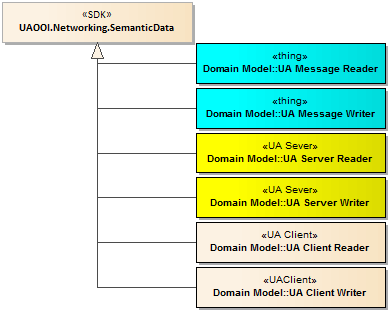 «SDK»
UAOOI.Networking.SemanticData
«thing»
Domain Model::UA Message Reader
«thing»
Domain Model::UA Message Writer
«UA Sever»
Domain Model::UA Server Reader
«UA Sever»
Domain Model::UA Server Writer
«UA Client»
Domain Model::UA Client Reader
«UAClient»
Domain Model::UA Client Writer